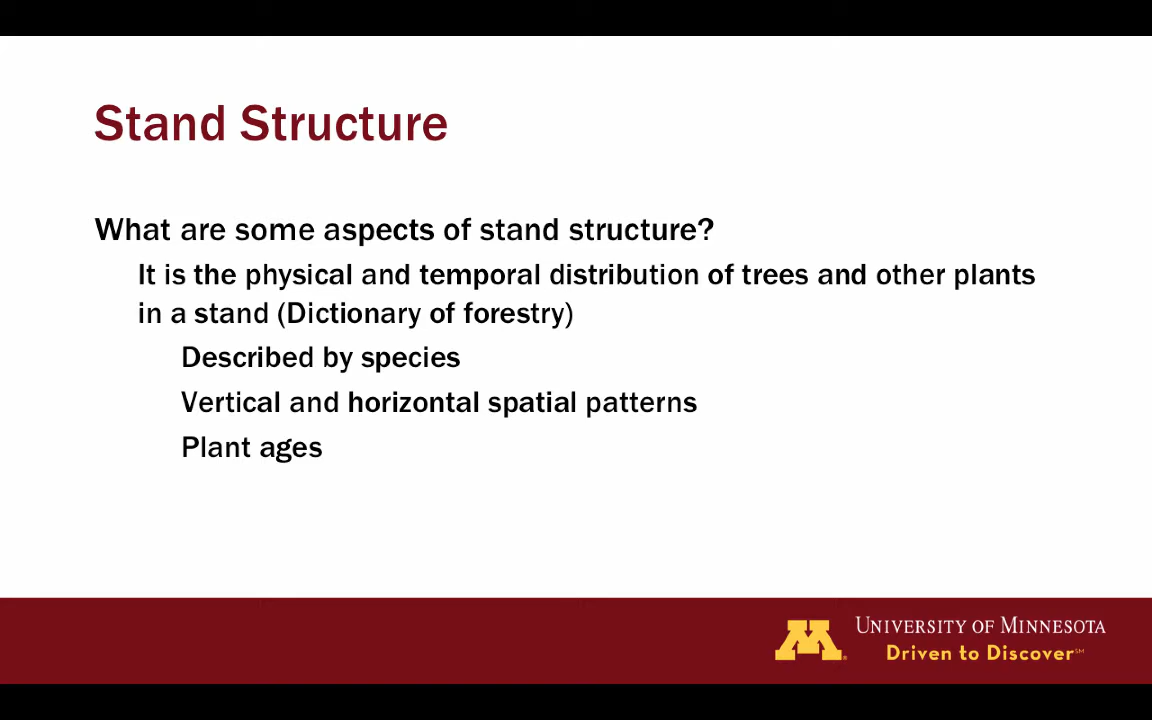 Stand Structure
What are some aspects of stand structure?
It is the physical and temporal distribution of trees and other plants
in a stand (Dictionary of forestry)
Described by species
Vertical and horizontal spatial patterns
Plant ages
M
UNIVERSITY OF MINNESOTA
Driven to Discover℠